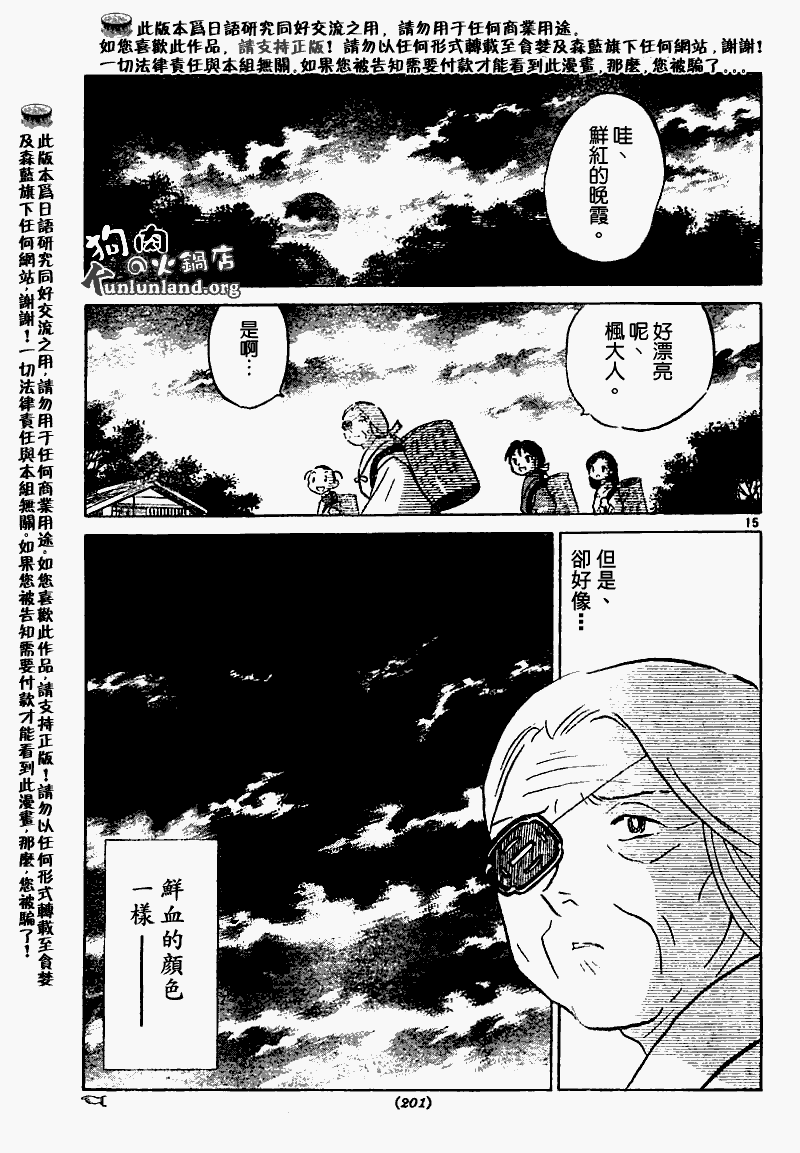 此版本爲日語研究同好交流之用，請勿用于任何商業用途。
如您喜歡此作品，請支持正版！請勿以任何形式轉載至貪婪及森藍旗下任何網站，謝謝！
一切法律責任與本組無關。如果您被告知需要付款才能看到此漫畫，那麼，您被騙了。。。
此版本爲日語研究同好交流之用，請勿用于任何商業用途。如您喜歡此作品，請支持正版！請勿以任何形式轉載至貪婪
及森藍旗下任何網站，謝謝！一切法律責任與本組無關。如果您被告知需要付款才能看到此漫畫，那麼，您被騙了！
哇、
鮮紅的晚霞。
狗肉の火鍋店
kunlunland.org
好漂亮
呢、
楓大人。
是啊…
15
但是、
卻好像…
鮮血的顏色
一樣——
(201)